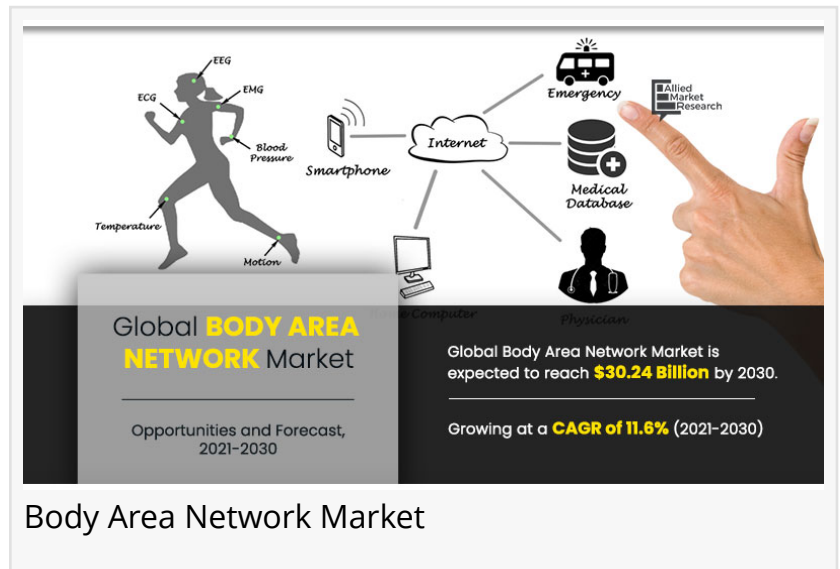 EEG
ECG
EMG
Blood
Pressure
Temperature
Motion
Smartphone
Internet
Emergency
Allied
Market
Research
Medical
Database
Home Computer
Physician
Global BODY AREA
NETWORK Market
Opportunities and Forecast,
2021-2030
Global Body Area Network Market is
expected to reach $30.24 Billion by 2030.
Growing at a CAGR of 11.6% (2021-2030)
Body Area Network Market